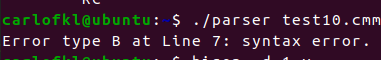 carlofkl@ubuntu:~$ ./parser test10.cmm
Error type B at Line 7: syntax error.